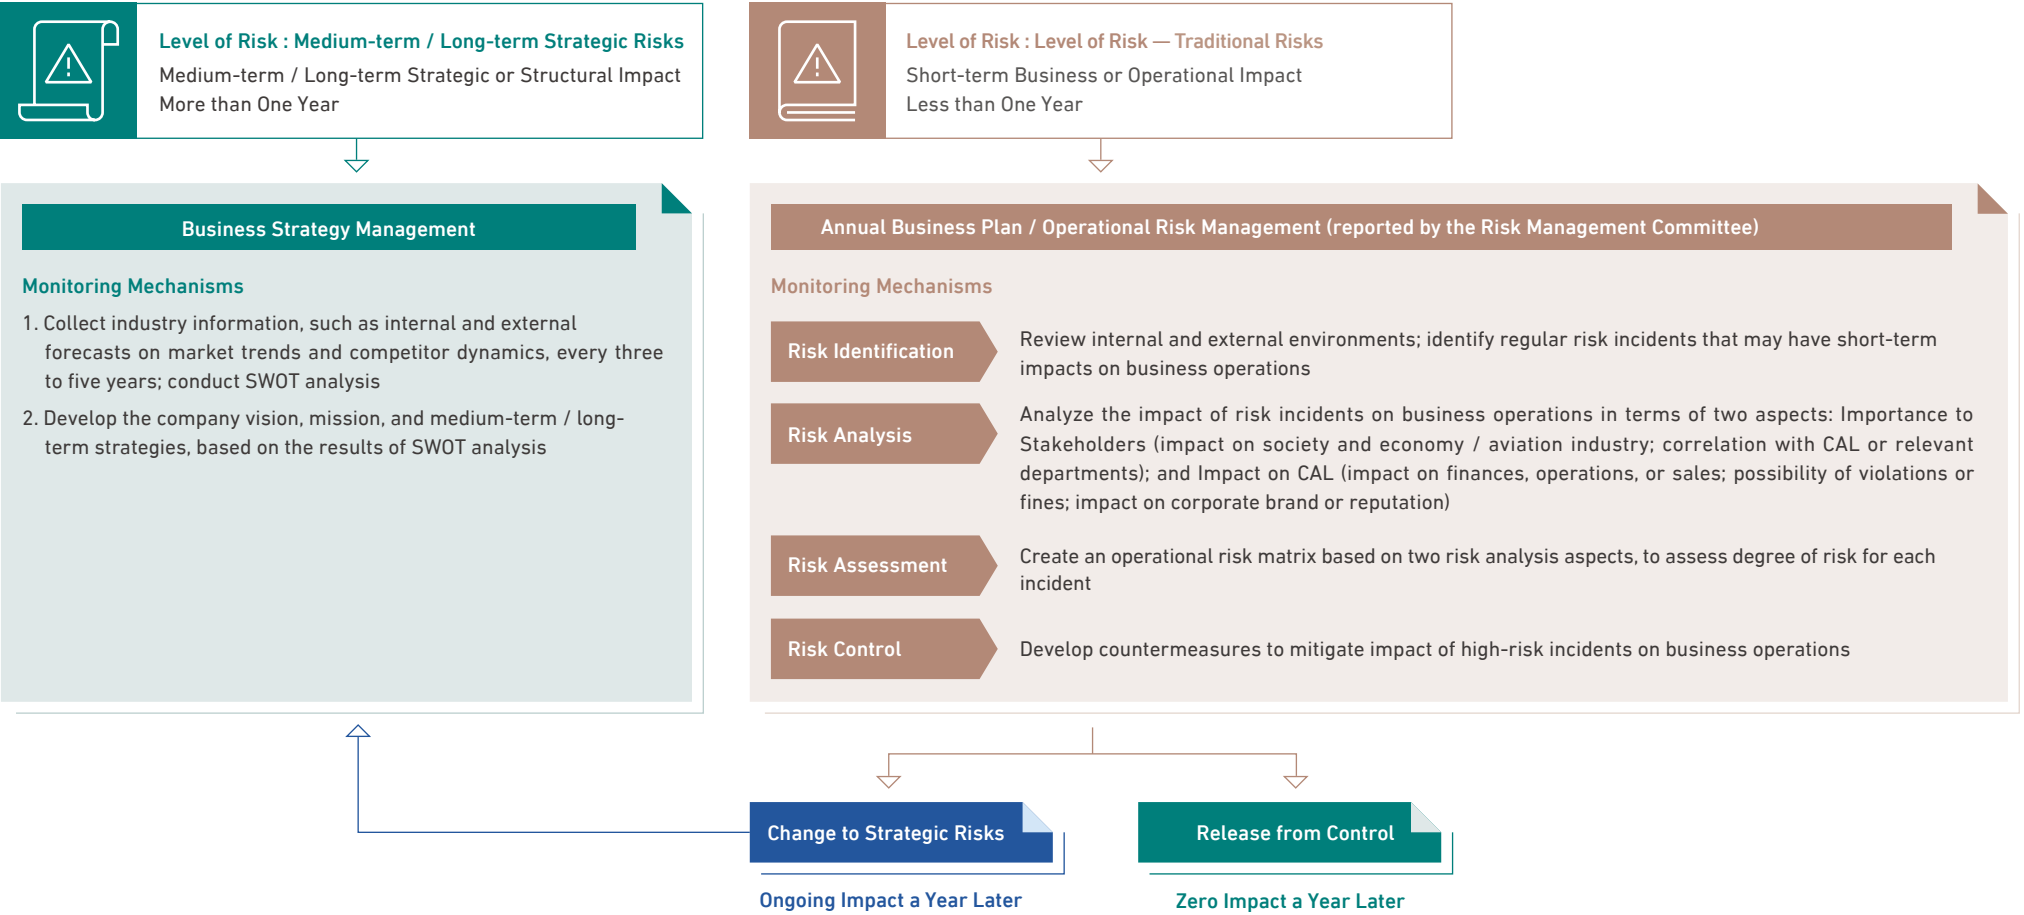 Level of Risk : Medium-term / Long-term Strategic Risks
Medium-term / Long-term Strategic or Structural Impact
More than One Year
Level of Risk : Level of Risk — Traditional Risks
Short-term Business or Operational Impact
Less than One Year
Business Strategy Management
Monitoring Mechanisms
1. Collect industry information, such as internal and external
forecasts on market trends and competitor dynamics, every three
to five years; conduct SWOT analysis
2. Develop the company vision, mission, and medium-term / long-
term strategies, based on the results of SWOT analysis
Annual Business Plan / Operational Risk Management (reported by the Risk Management Committee)
Monitoring Mechanisms
Risk Identification
Review internal and external environments; identify regular risk incidents that may have short-term
impacts on business operations
Risk Analysis
Analyze the impact of risk incidents on business operations in terms of two aspects: Importance to
Stakeholders (impact on society and economy / aviation industry; correlation with CAL or relevant
departments); and Impact on CAL (impact on finances, operations, or sales; possibility of violations or
fines; impact on corporate brand or reputation)
Risk Assessment
Create an operational risk matrix based on two risk analysis aspects, to assess degree of risk for each
incident
Risk Control
Develop countermeasures to mitigate impact of high-risk incidents on business operations
Change to Strategic Risks
Ongoing Impact a Year Later
Release from Control
Zero Impact a Year Later